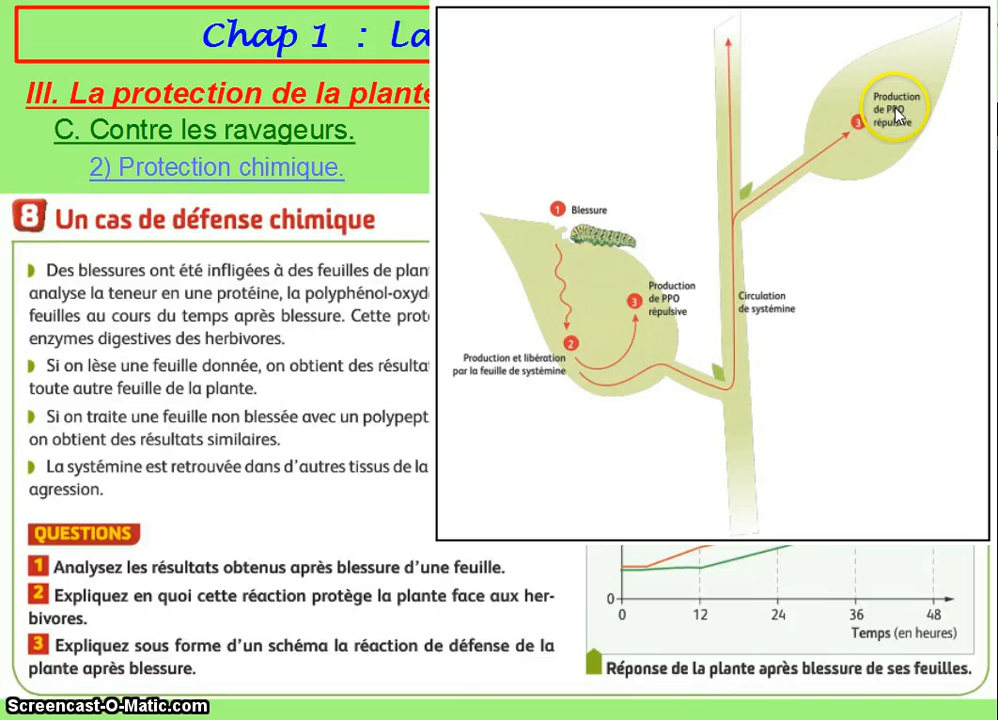 Chap 1 : La
III. La protection de la plante
C. Contre les ravageurs.
2) Protection chimique.
8 Un cas de défense chimique
Des blessures ont été infligées à des feuilles de plan
analyse la teneur en une protéine, la polyphénol-oxyd
feuilles au cours du temps après blessure. Cette prot
enzymes digestives des herbivores.
Si on lèse une feuille donnée, on obtient des résulta
toute autre feuille de la plante.
Si on traite une feuille non blessée avec un polypept
on obtient des résultats similaires.
La systémine est retrouvée dans d'autres tissus de la
agression.
QUESTIONS
1 Analysez les résultats obtenus après blessure d'une feuille.
2 Expliquez en quoi cette réaction protège la plante face aux her-
bivores.
3 Expliquez sous forme d'un schéma la réaction de défense de la
plante après blessure.
1 Blessure
2
Production et libération
par la feuille de systémine
3
Production
de PPO
répulsive
Circulation
de systémine
3
Production
de PPO
répulsive
0
0 12 24 36 48
Temps (en heures)
Réponse de la plante après blessure de ses feuilles.
Screencast-O-Matic.com